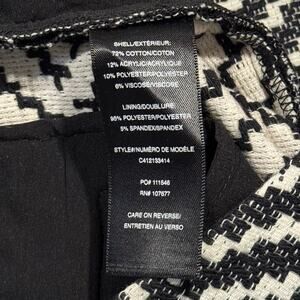 SHELL/EXTÉRIEUR:
72% COTTON/COTON
12% ACRYLIC/ACRYLIQUE
10% POLYESTER/POLYESTER
6% VISCOSE/VISCOSE
LINING/DOUBLURE:
95% POLYESTER/POLYESTER
5% SPANDEX/SPANDEX
STYLE#/NUMÉRO DE MODÈLE
C412133414
PO# 111646
RN# 107677
CARE ON REVERSE/
ENTRETIEN AU VERSO